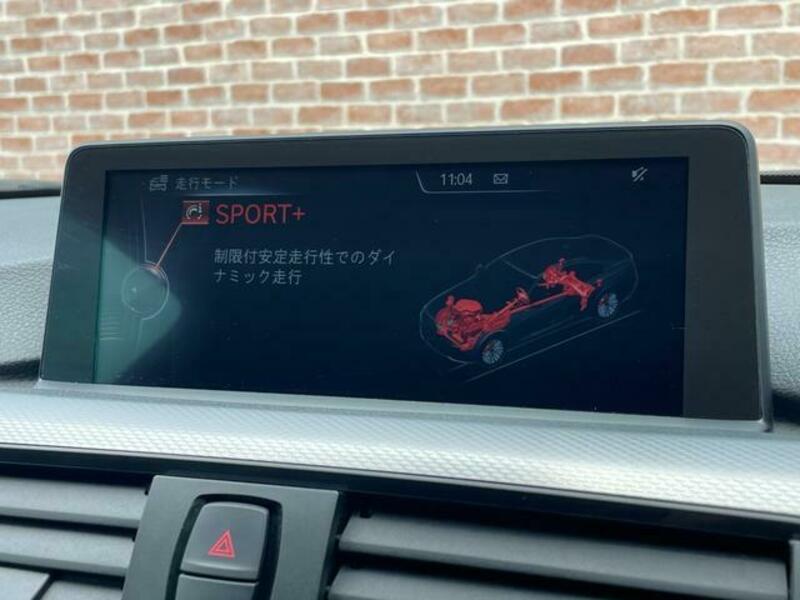 走行モード
11:04
SPORT+
制限付安定走行性でのダイ
ナミック走行